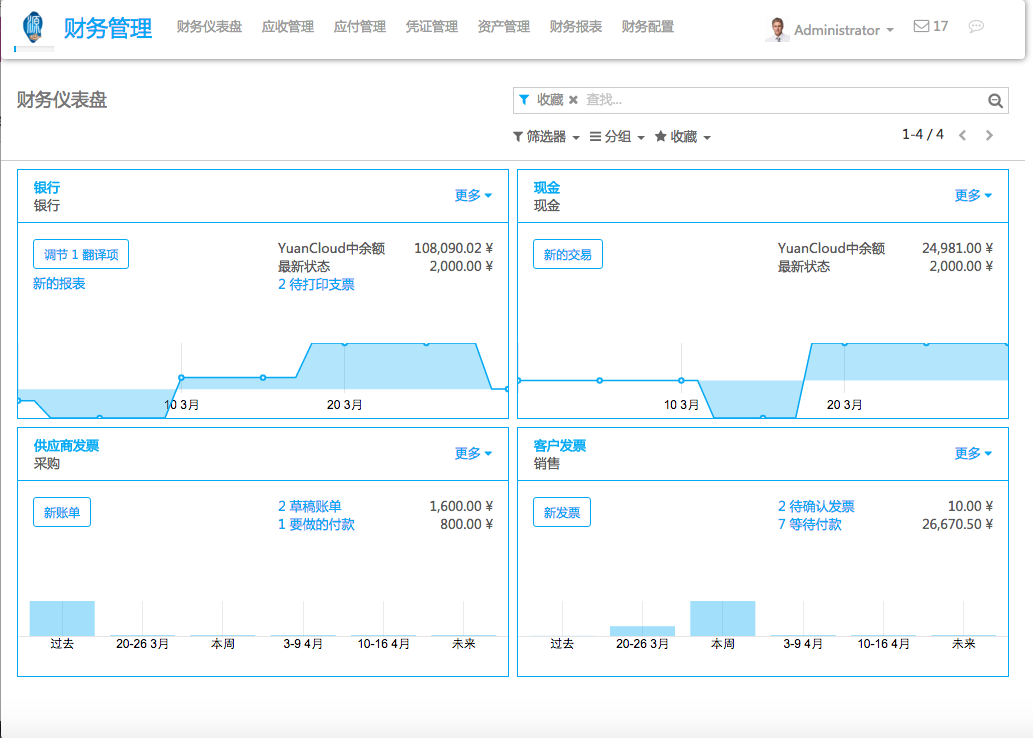 源
财务管理 财务仪表盘 应收管理 应付管理 凭证管理 资产管理 财务报表 财务配置 Administrator 17
财务仪表盘
收藏 × 查找...
筛选器 分组 收藏 1-4 / 4
银行 更多
银行
调节 1 翻译项 YuanCloud中余额 108,090.02 ¥
最新状态 2,000.00 ¥
新的报表 2 待打印支票
10 3月 20 3月
现金 更多
现金
新的交易 YuanCloud中余额 24,981.00 ¥
最新状态 2,000.00 ¥
10 3月 20 3月
供应商发票 更多
采购
新账单 2 草稿账单 1,600.00 ¥
1 要做的付款 800.00 ¥
过去 20-26 3月 本周 3-9 4月 10-16 4月 未来
客户发票 更多
销售
新发票 2 待确认发票 10.00 ¥
7 等待付款 26,670.50 ¥
过去 20-26 3月 本周 3-9 4月 10-16 4月 未来